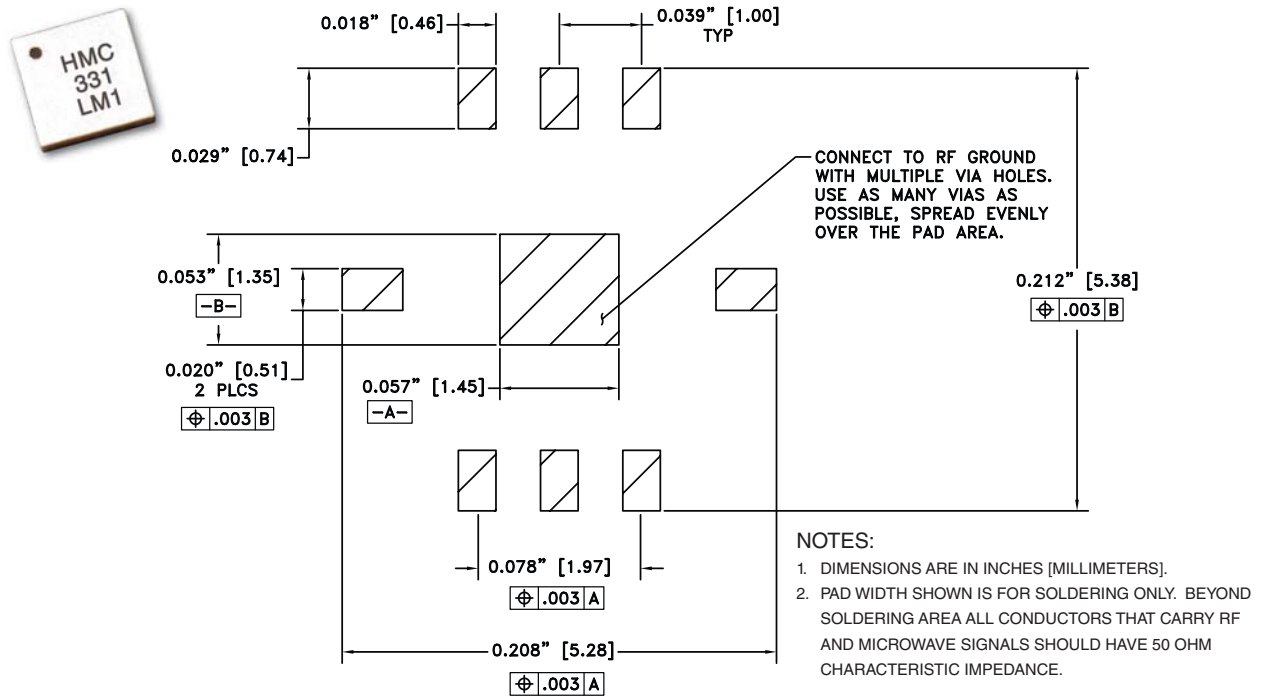 HMC
331
LM1
0.018” [0.46]
0.039” [1.00]
TYP
0.029” [0.74]
CONNECT TO RF GROUND
WITH MULTIPLE VIA HOLES.
USE AS MANY VIAS AS
POSSIBLE, SPREAD EVENLY
OVER THE PAD AREA.
0.053” [1.35]
-B-
0.212” [5.38]
⌖ .003 B
0.020” [0.51]
2 PLCS
⌖ .003 B
0.057” [1.45]
-A-
0.078” [1.97]
⌖ .003 A
0.208” [5.28]
⌖ .003 A
NOTES:
1. DIMENSIONS ARE IN INCHES [MILLIMETERS].
2. PAD WIDTH SHOWN IS FOR SOLDERING ONLY. BEYOND
SOLDERING AREA ALL CONDUCTORS THAT CARRY RF
AND MICROWAVE SIGNALS SHOULD HAVE 50 OHM
CHARACTERISTIC IMPEDANCE.